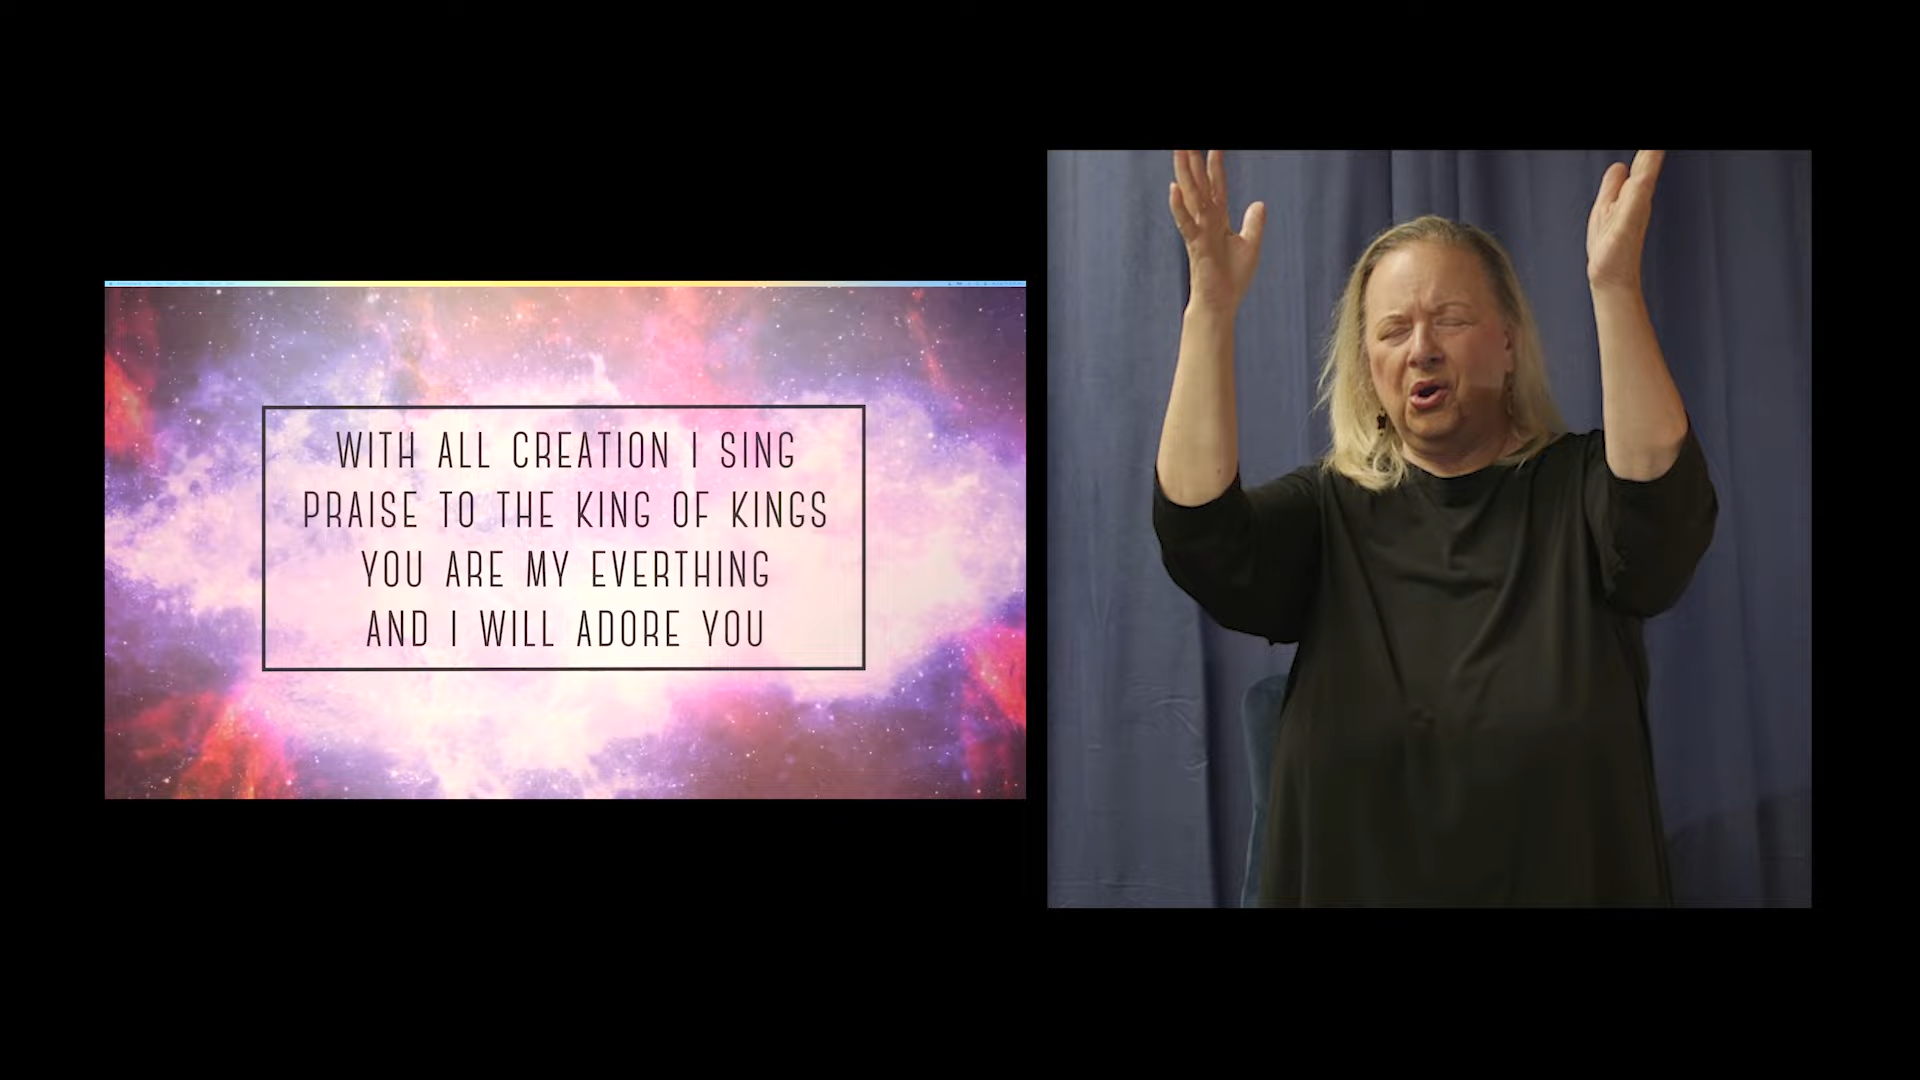 WITH ALL CREATION I SING
PRAISE TO THE KING OF KINGS
YOU ARE MY EVERTHING
AND I WILL ADORE YOU